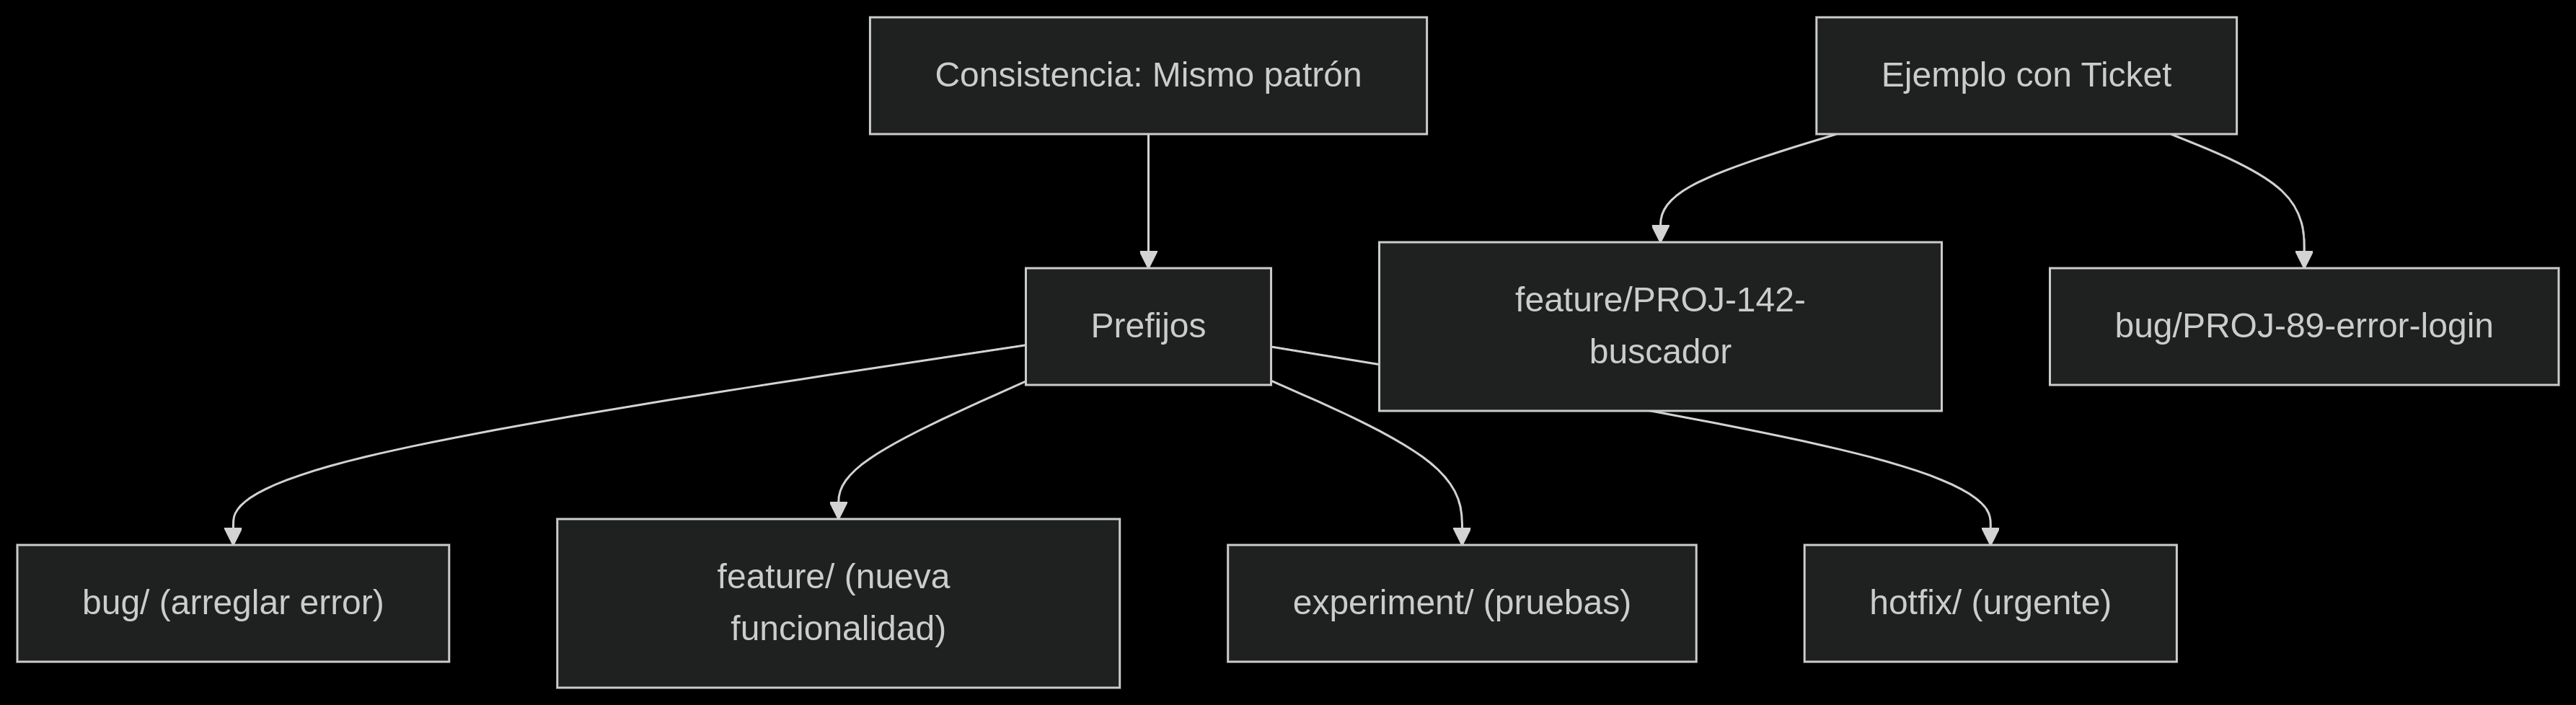 Consistencia: Mismo patrón
Ejemplo con Ticket
Prefijos
feature/PROJ-142-
buscador
bug/PROJ-89-error-login
bug/ (arreglar error)
feature/ (nueva
funcionalidad)
experiment/ (pruebas)
hotfix/ (urgente)